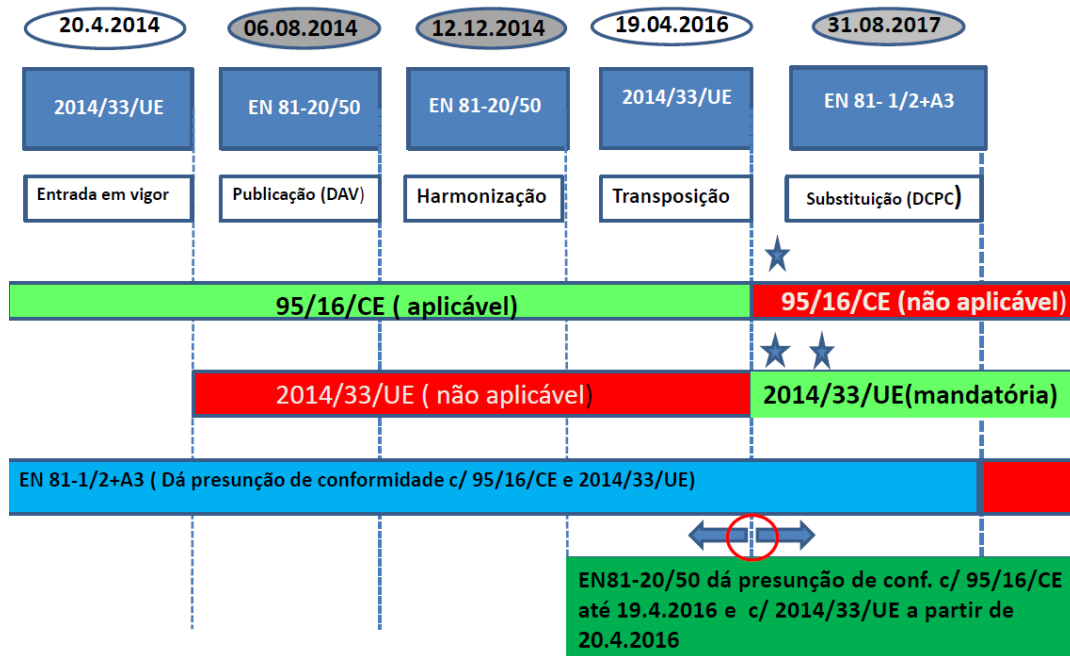 20.4.2014
06.08.2014
12.12.2014
19.04.2016
31.08.2017
2014/33/UE
EN 81-20/50
EN 81-20/50
2014/33/UE
EN 81- 1/2+A3
Entrada em vigor
Publicação (DAV)
Harmonização
Transposição
Substituição (DCPC)
95/16/CE ( aplicável)
95/16/CE (não aplicável)
2014/33/UE ( não aplicável)
2014/33/UE(mandatória)
EN 81-1/2+A3 ( Dá presunção de conformidade c/ 95/16/CE e 2014/33/UE)
EN81-20/50 dá presunção de conf. c/ 95/16/CE
até 19.4.2016 e c/ 2014/33/UE a partir de
20.4.2016